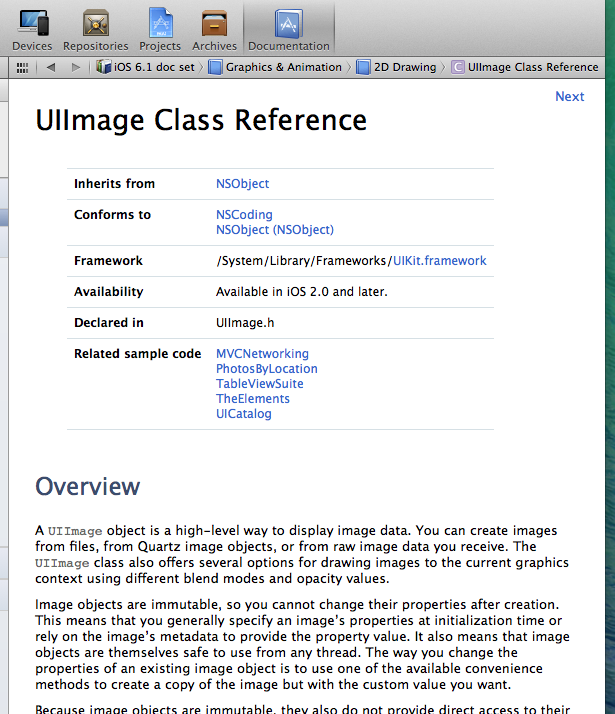 Devices Repositories Projects Archives Documentation
iOS 6.1 doc set Graphics & Animation 2D Drawing C UIImage Class Reference
Next
UIImage Class Reference
Inherits from NSObject
Conforms to NSCoding
NSObject (NSObject)
Framework /System/Library/Frameworks/UIKit.framework
Availability Available in iOS 2.0 and later.
Declared in UIImage.h
Related sample code MVCNetworking
PhotosByLocation
TableViewSuite
TheElements
UICatalog
Overview
A UIImage object is a high-level way to display image data. You can create images
from files, from Quartz image objects, or from raw image data you receive. The
UIImage class also offers several options for drawing images to the current graphics
context using different blend modes and opacity values.
Image objects are immutable, so you cannot change their properties after creation.
This means that you generally specify an image's properties at initialization time or
rely on the image's metadata to provide the property value. It also means that image
objects are themselves safe to use from any thread. The way you change the
properties of an existing image object is to use one of the available convenience
methods to create a copy of the image but with the custom value you want.
Because image objects are immutable, they also do not provide direct access to their